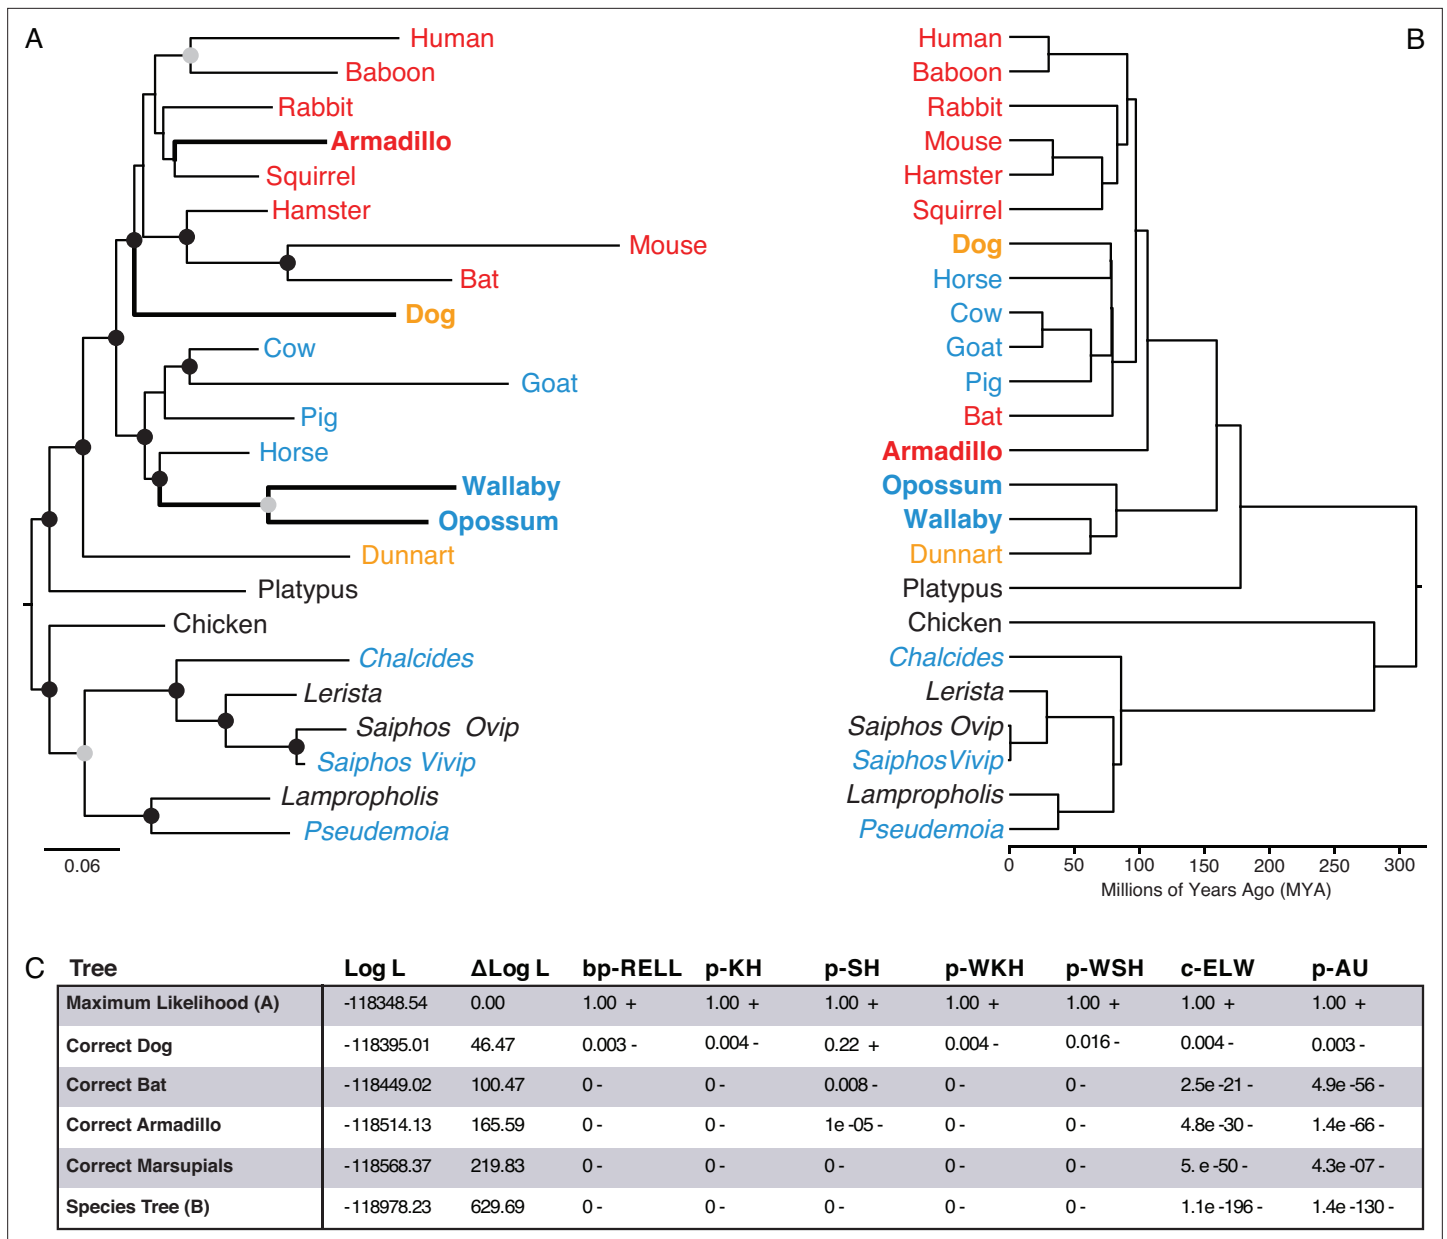 A
Human
Baboon
Rabbit
Armadillo
Squirrel
Hamster
Mouse
Bat
Dog
Cow
Goat
Pig
Horse
Wallaby
Opossum
Dunnart
Platypus
Chicken
Chalcides
Lerista
Saiphos Ovip
Saiphos Vivip
Lampropholis
Pseudemoia
0.06
B
Human
Baboon
Rabbit
Mouse
Hamster
Squirrel
Dog
Horse
Cow
Goat
Pig
Bat
Armadillo
Opossum
Wallaby
Dunnart
Platypus
Chicken
Chalcides
Lerista
Saiphos Ovip
SaiphosVivip
Lampropholis
Pseudemoia
0 50 100 150 200 250 300
Millions of Years Ago (MYA)
C Tree Log L ΔLog L bp-RELL p-KH p-SH p-WKH p-WSH c-ELW p-AU
Maximum Likelihood (A) -118348.54 0.00 1.00 + 1.00 + 1.00 + 1.00 + 1.00 + 1.00 + 1.00 +
Correct Dog -118395.01 46.47 0.003 - 0.004 - 0.22 + 0.004 - 0.016 - 0.004 - 0.003 -
Correct Bat -118449.02 100.47 0 - 0 - 0.008 - 0 - 0 - 2.5e -21 - 4.9e -56 -
Correct Armadillo -118514.13 165.59 0 - 0 - 1e -05 - 0 - 0 - 4.8e -30 - 1.4e -66 -
Correct Marsupials -118568.37 219.83 0 - 0 - 0 - 0 - 0 - 5. e -50 - 4.3e -07 -
Species Tree (B) -118978.23 629.69 0 - 0 - 0 - 0 - 0 - 1.1e -196 - 1.4e -130 -